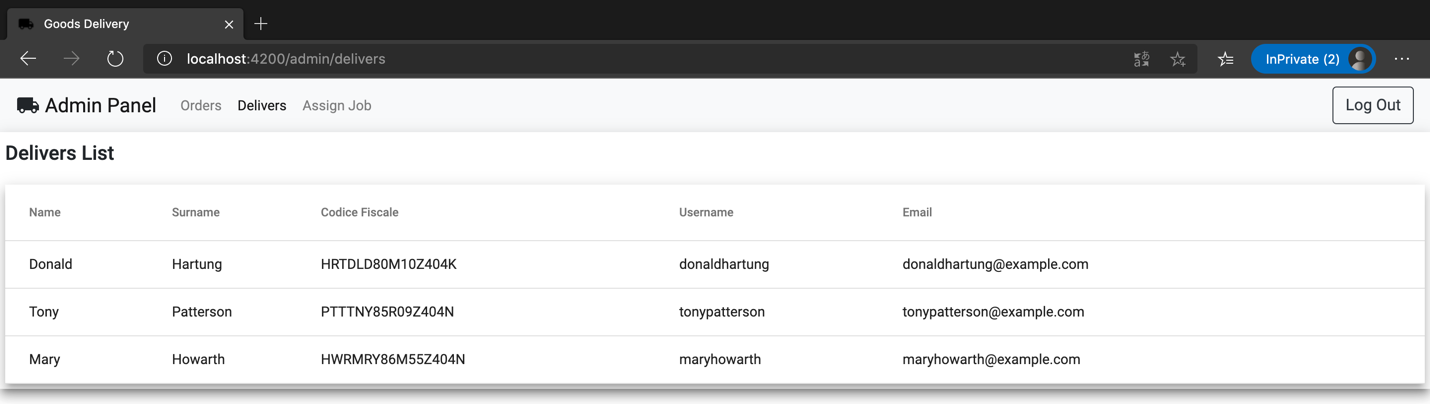 Goods Delivery
localhost:4200/admin/delivers
InPrivate (2)
Admin Panel Orders Delivers Assign Job Log Out
Delivers List
Name Surname Codice Fiscale Username Email
Donald Hartung HRTDLD80M10Z404K donaldhartung donaldhartung@example.com
Tony Patterson PTTTNY85R09Z404N tonypatterson tonypatterson@example.com
Mary Howarth HWRMRY86M55Z404N maryhowarth maryhowarth@example.com